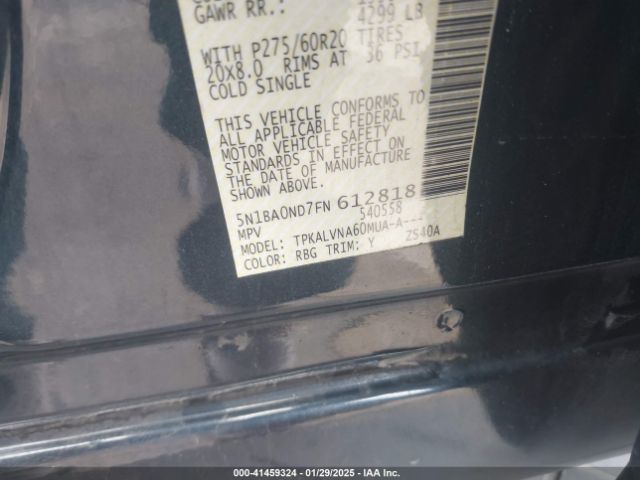 GAWR RR.:
4299 LB
WITH P275/60R20 TIRES
20x8.0 RIMS AT 36 PSI
COLD SINGLE
THIS VEHICLE CONFORMS TO
ALL APPLICABLE FEDERAL
MOTOR VEHICLE SAFETY
STANDARDS IN EFFECT ON
THE DATE OF MANUFACTURE
SHOWN ABOVE.
5N1BA0ND7FN 612818
MPV 540558
MODEL: TPKALVNA60MUA-A---
COLOR: RBG TRIM: Y ZS40A
000-41459324 | 01/29/2025 | IAA Inc.